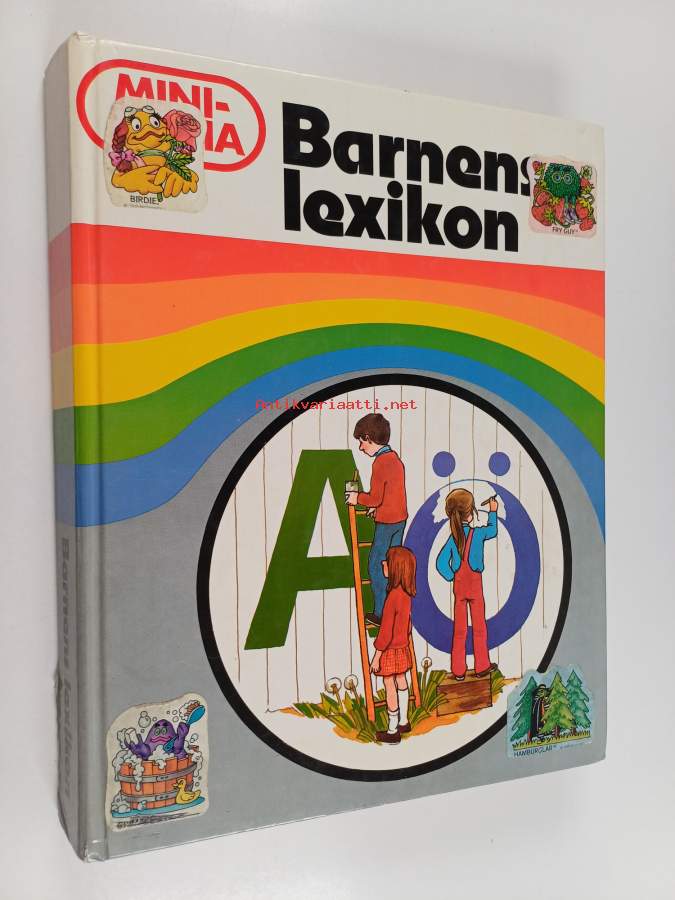 MINI-
Barnens
lexikon
BIRDIE
FRY GUY
Antikvariaatti.net
A Ö
HAMBURGLAR
Barnens lexikon